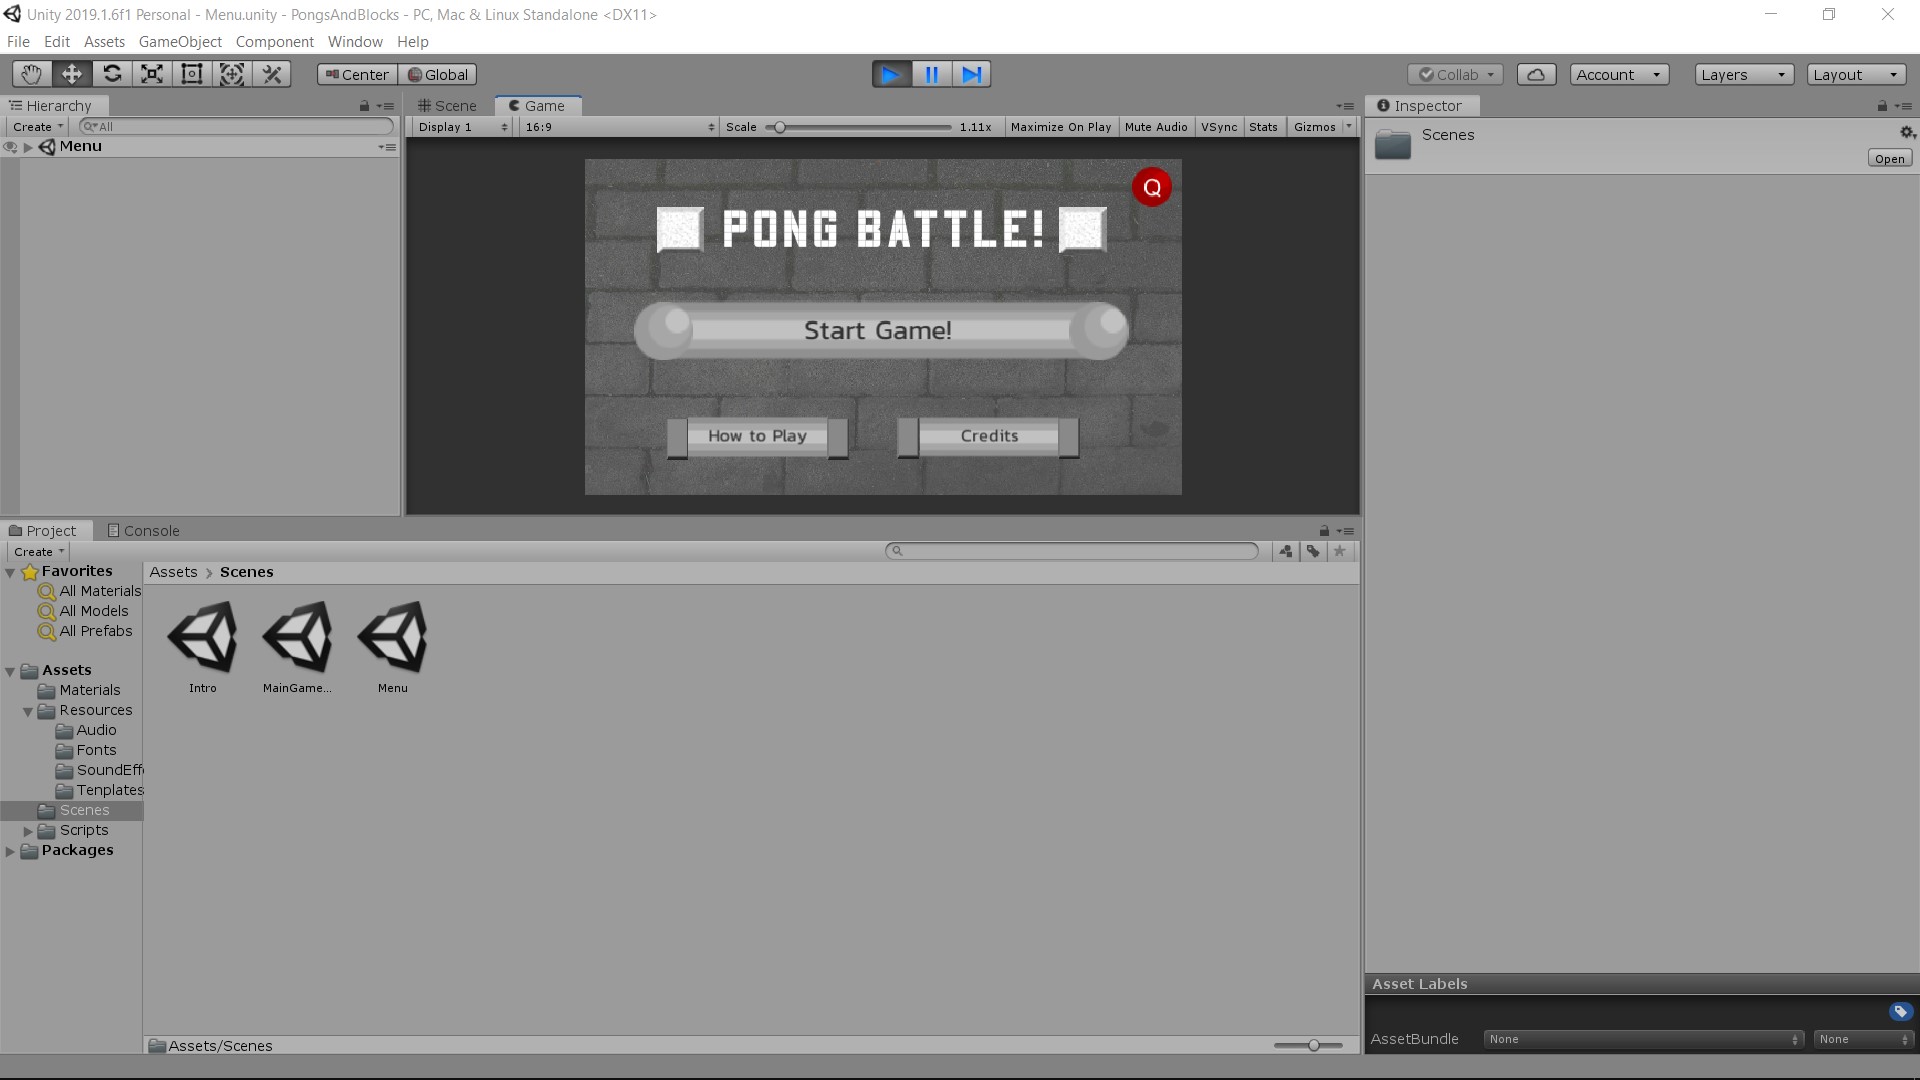 Unity 2019.1.6f1 Personal - Menu.unity - PongsAndBlocks - PC, Mac & Linux Standalone <DX11>
File Edit Assets GameObject Component Window Help
Center Global Collab Account Layers Layout
Hierarchy
Create All
Menu
Scene Game
Display 1 16:9 Scale 1.11x Maximize On Play Mute Audio VSync Stats Gizmos
Q
PONG BATTLE!
Start Game!
How to Play Credits
Inspector
Scenes
Open
Project Console
Create
Favorites
All Materials
All Models
All Prefabs
Assets
Materials
Resources
Audio
Fonts
SoundEff
Tenplates
Scenes
Scripts
Packages
Assets > Scenes
Intro MainGame... Menu
Assets/Scenes
Asset Labels
AssetBundle None None